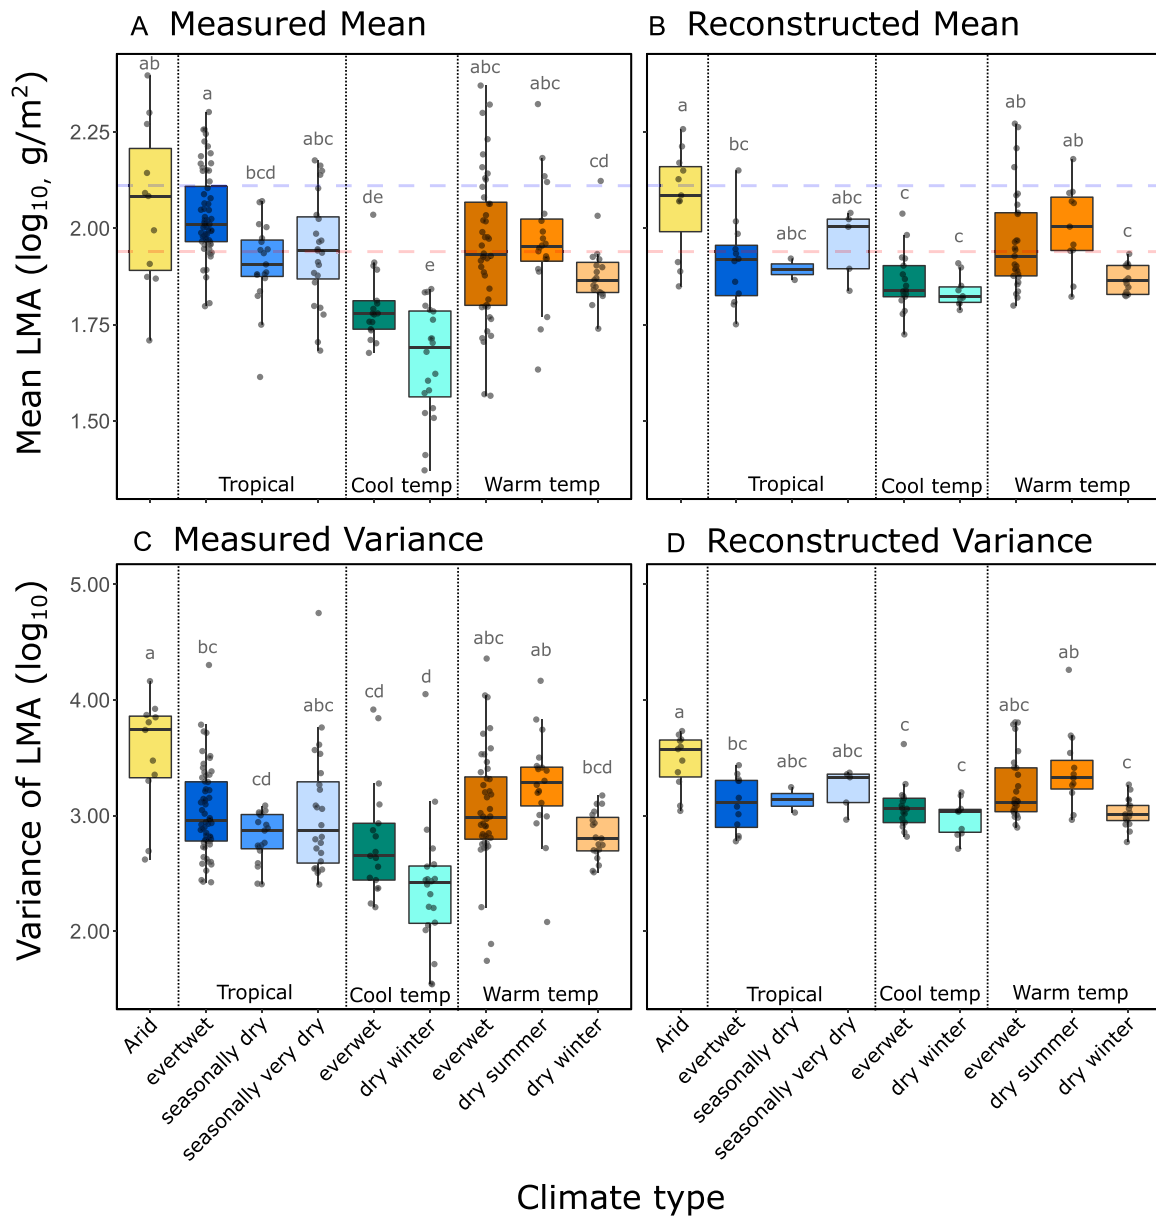 A Measured Mean
B Reconstructed Mean
Mean LMA (log10, g/m2)
2.25
2.00
1.75
1.50
ab
a
bcd
abc
de
e
abc
abc
cd
Tropical
Cool temp
Warm temp
a
bc
abc
abc
c
c
ab
ab
c
Tropical
Cool temp
Warm temp
C Measured Variance
D Reconstructed Variance
Variance of LMA (log10)
5.00
4.00
3.00
2.00
a
bc
cd
abc
cd
d
abc
ab
bcd
Tropical
Cool temp
Warm temp
a
bc
abc
abc
c
c
abc
ab
c
Tropical
Cool temp
Warm temp
Arid
evertwet
seasonally dry
seasonally very dry
everwet
dry winter
everwet
dry summer
dry winter
Arid
evertwet
seasonally dry
seasonally very dry
everwet
dry winter
everwet
dry summer
dry winter
Climate type